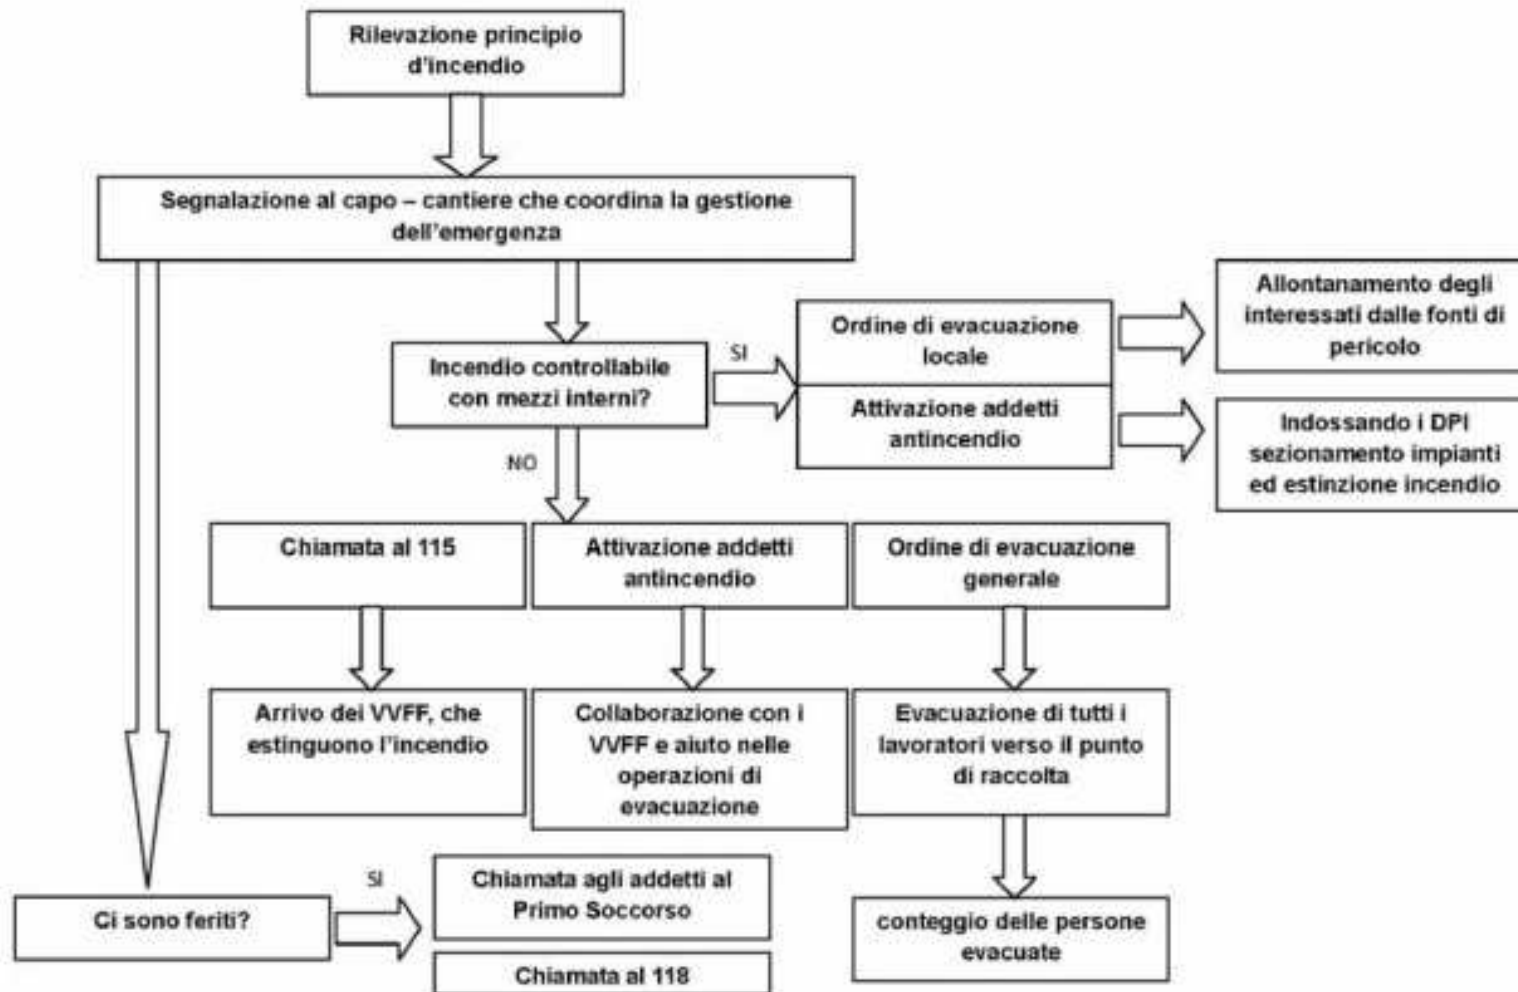 Rilevazione principio
d'incendio
Segnalazione al capo – cantiere che coordina la gestione
dell'emergenza
Incendio controllabile
con mezzi interni?
SI
Ordine di evacuazione
locale
Attivazione addetti
antincendio
Allontanamento degli
interessati dalle fonti di
pericolo
Indossando i DPI
sezionamento impianti
ed estinzione incendio
NO
Chiamata al 115
Attivazione addetti
antincendio
Ordine di evacuazione
generale
Arrivo dei VVFF, che
estinguono l'incendio
Collaborazione con i
VVFF e aiuto nelle
operazioni di
evacuazione
Evacuazione di tutti i
lavoratori verso il punto
di raccolta
Ci sono feriti?
SI
Chiamata agli addetti al
Primo Soccorso
Chiamata al 118
conteggio delle persone
evacuate